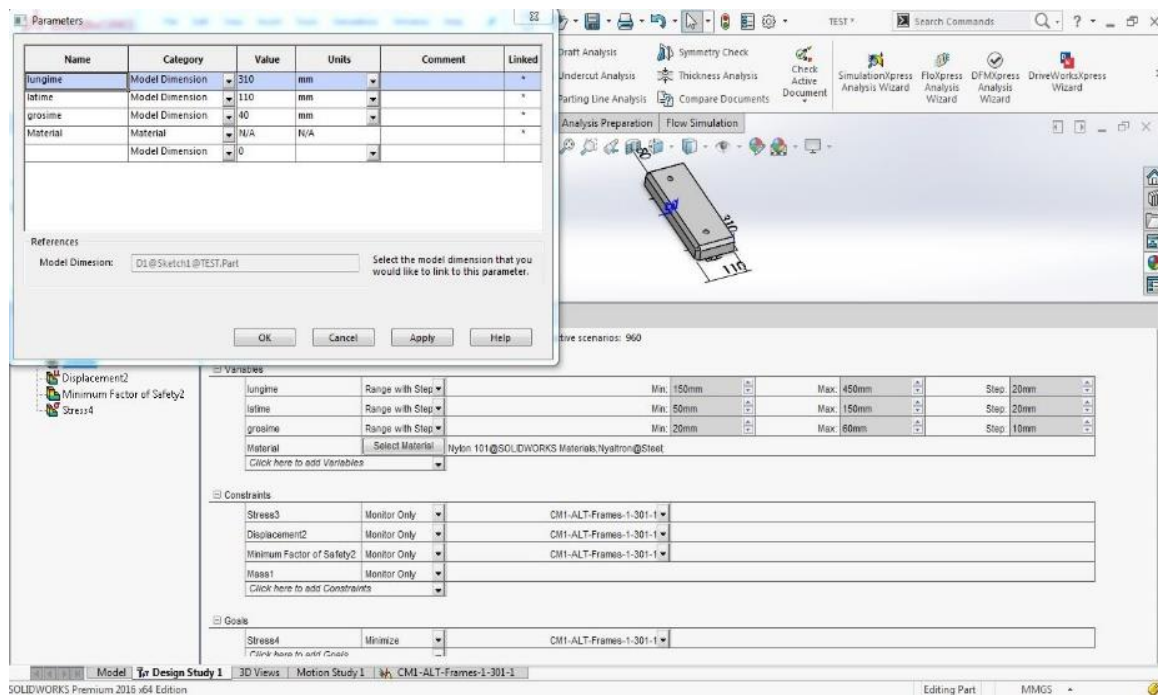 Parameters
TEST *
Search Commands
Name Category Value Units Comment Linked
lungime Model Dimension 310 mm *
latime Model Dimension 110 mm *
grosime Model Dimension 40 mm *
Material Material N/A N/A *
Model Dimension 0
References
Model Dimesion: D1@Sketch1@TEST.Part
Select the model dimension that you
would like to link to this parameter.
OK Cancel Apply Help
Draft Analysis
Undercut Analysis
Parting Line Analysis
Symmetry Check
Thickness Analysis
Compare Documents
Check
Active
Document
SimulationXpress
Analysis Wizard
FloXpress
Analysis
Wizard
DFMXpress
Analysis
Wizard
DriveWorksXpress
Wizard
Analysis Preparation Flow Simulation
310
110
tive scenarios: 960
Displacement2
Minimum Factor of Safety2
Stress4
Variables
lungime Range with Step Min: 150mm Max: 450mm Step: 20mm
latime Range with Step Min: 50mm Max: 150mm Step: 20mm
grosime Range with Step Min: 20mm Max: 60mm Step: 10mm
Material Select Material Nylon 101@SOLIDWORKS Materials;Nyaltron@Steel;
Click here to add Variables
Constraints
Stress3 Monitor Only CM1-ALT-Frames-1-301-1
Displacement2 Monitor Only CM1-ALT-Frames-1-301-1
Minimum Factor of Safety2 Monitor Only CM1-ALT-Frames-1-301-1
Mass1 Monitor Only
Click here to add Constraints
Goals
Stress4 Minimize CM1-ALT-Frames-1-301-1
Click here to add Goals
Model Design Study 1 3D Views Motion Study 1 CM1-ALT-Frames-1-301-1
SOLIDWORKS Premium 2016 x64 Edition
Editing Part MMGS